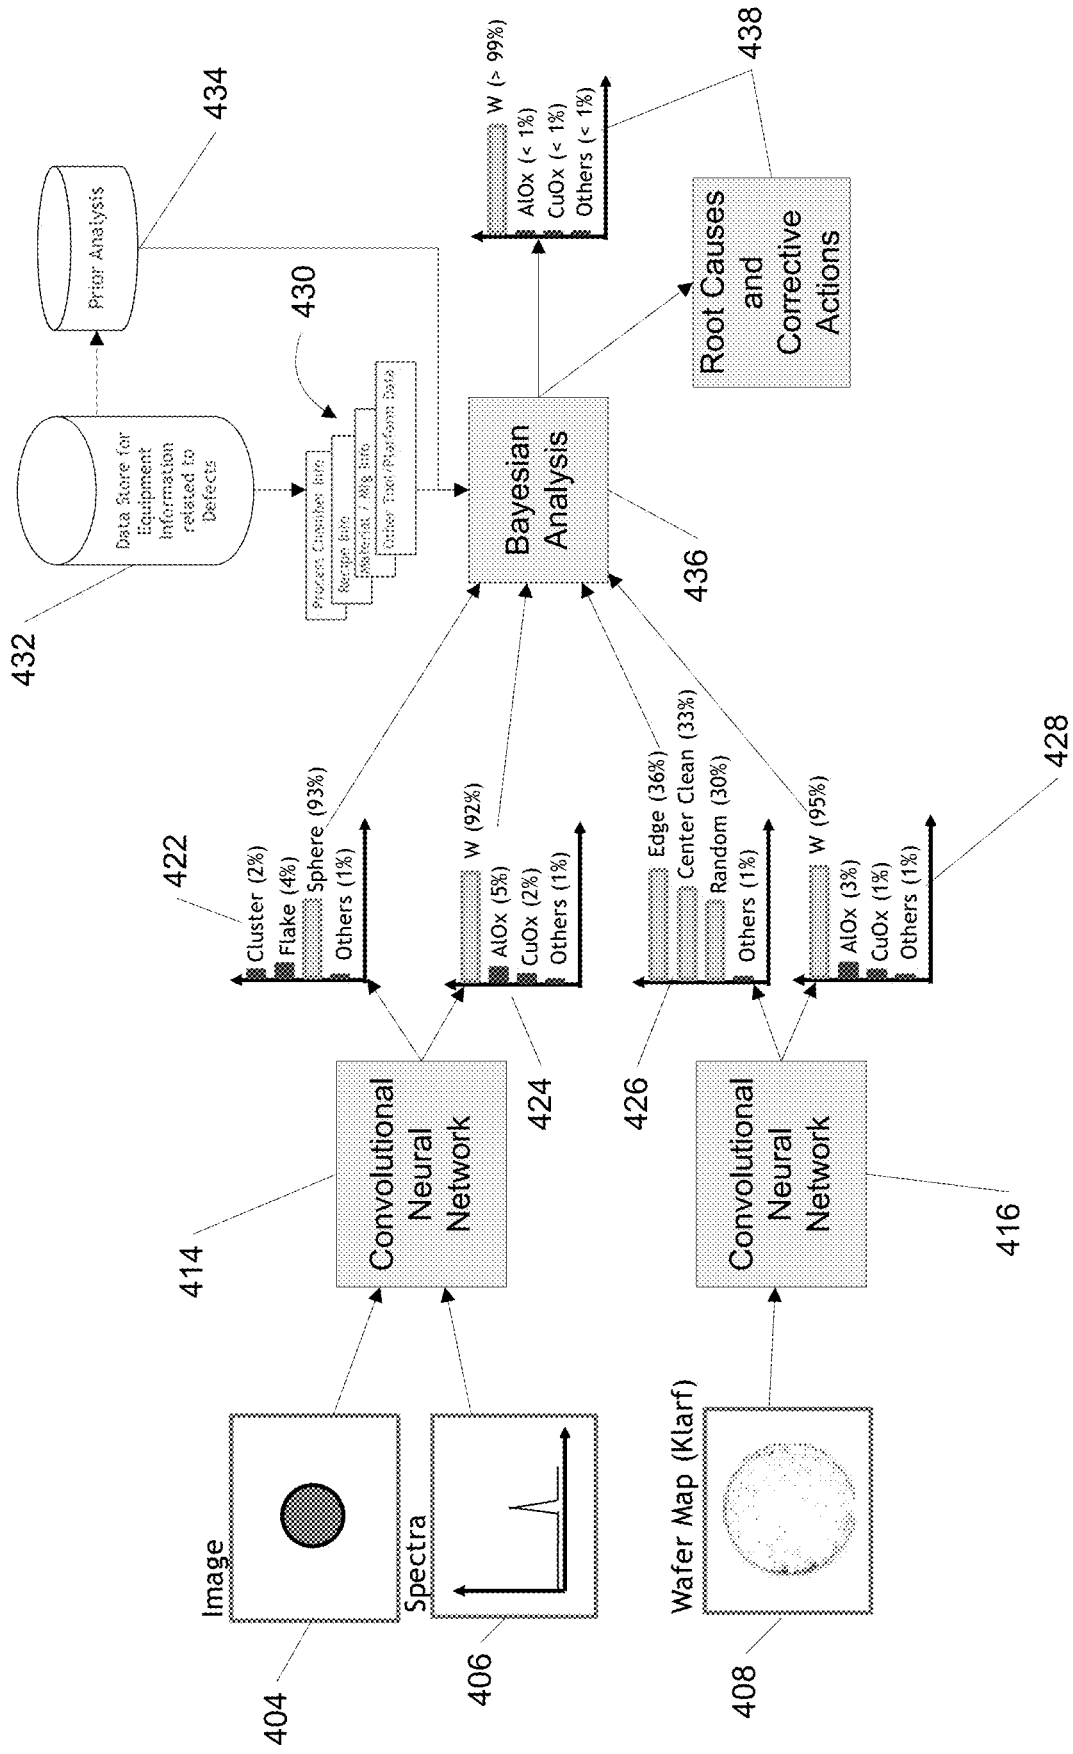 Image
404
Spectra
406
Wafer Map (Klarf)
408
414
Convolutional
Neural
Network
Convolutional
Neural
Network
416
422
Cluster (2%)
Flake (4%)
Sphere (93%)
Others (1%)
W (92%)
AlOx (5%)
CuOx (2%)
Others (1%)
424
426
Edge (36%)
Center Clean (33%)
Random (30%)
Others (1%)
W (95%)
AlOx (3%)
CuOx (1%)
Others (1%)
428
432
Data Store for
Equipment
Information
related to
Defects
Prior Analysis
434
430
Process Chamber Info
Recipe Info
Material / Mfg Info
Other Tool/Platform Data
Bayesian
Analysis
436
W (> 99%)
AlOx (< 1%)
CuOx (< 1%)
Others (< 1%)
438
Root Causes
and
Corrective
Actions